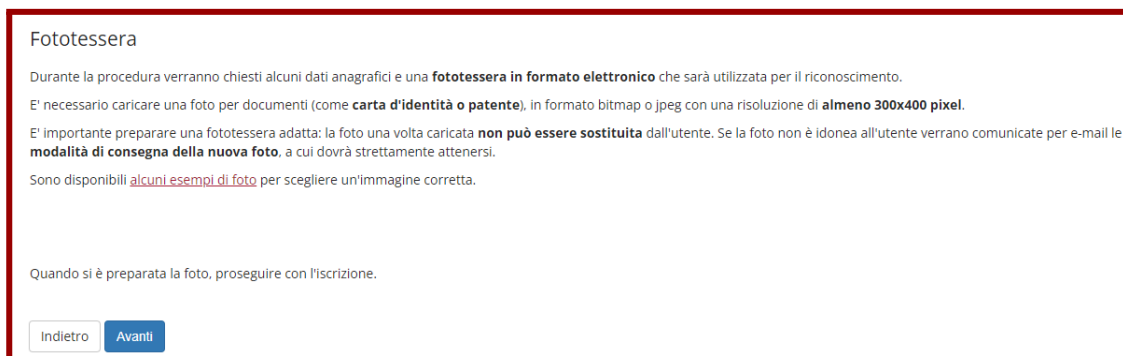 Fototessera
Durante la procedura verranno chiesti alcuni dati anagrafici e una fototessera in formato elettronico che sarà utilizzata per il riconoscimento.
E' necessario caricare una foto per documenti (come carta d'identità o patente), in formato bitmap o jpeg con una risoluzione di almeno 300x400 pixel.
E' importante preparare una fototessera adatta: la foto una volta caricata non può essere sostituita dall'utente. Se la foto non è idonea all'utente verrano comunicate per e-mail le
modalità di consegna della nuova foto, a cui dovrà strettamente attenersi.
Sono disponibili alcuni esempi di foto per scegliere un'immagine corretta.
Quando si è preparata la foto, proseguire con l'iscrizione.
Indietro Avanti